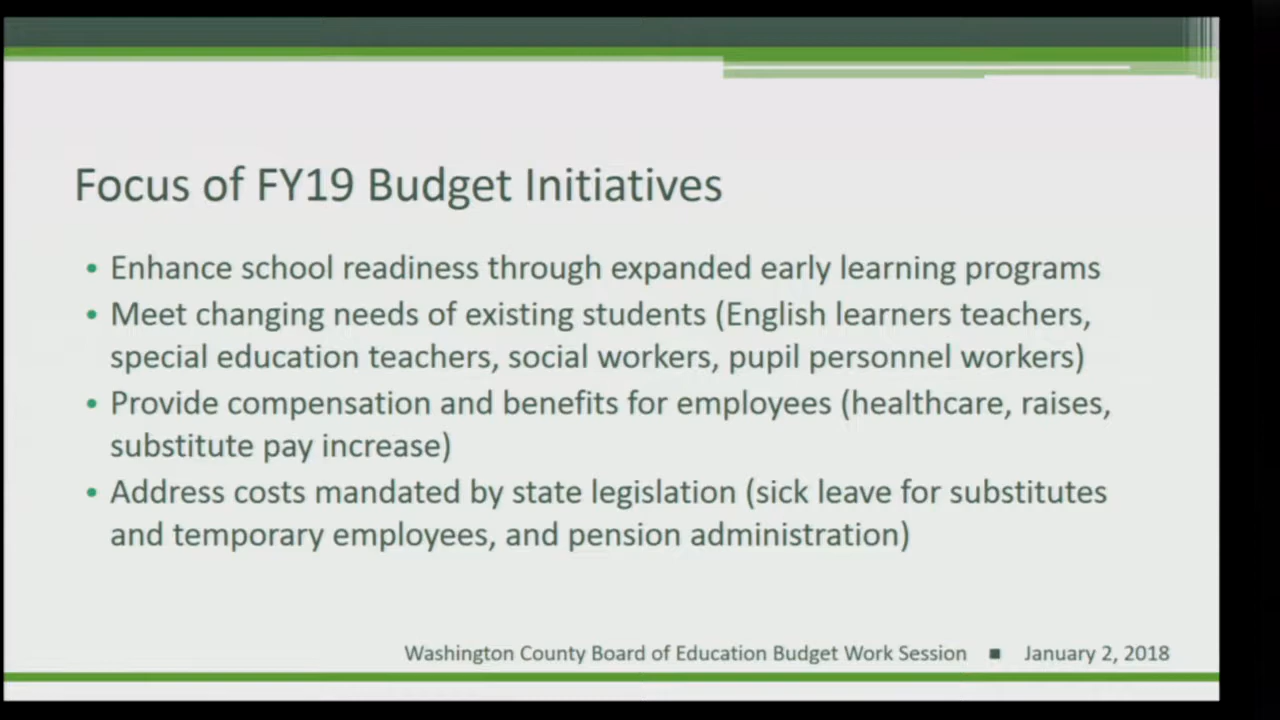 Focus of FY19 Budget Initiatives
• Enhance school readiness through expanded early learning programs
• Meet changing needs of existing students (English learners teachers,
special education teachers, social workers, pupil personnel workers)
• Provide compensation and benefits for employees (healthcare, raises,
substitute pay increase)
• Address costs mandated by state legislation (sick leave for substitutes
and temporary employees, and pension administration)
Washington County Board of Education Budget Work Session ■ January 2, 2018